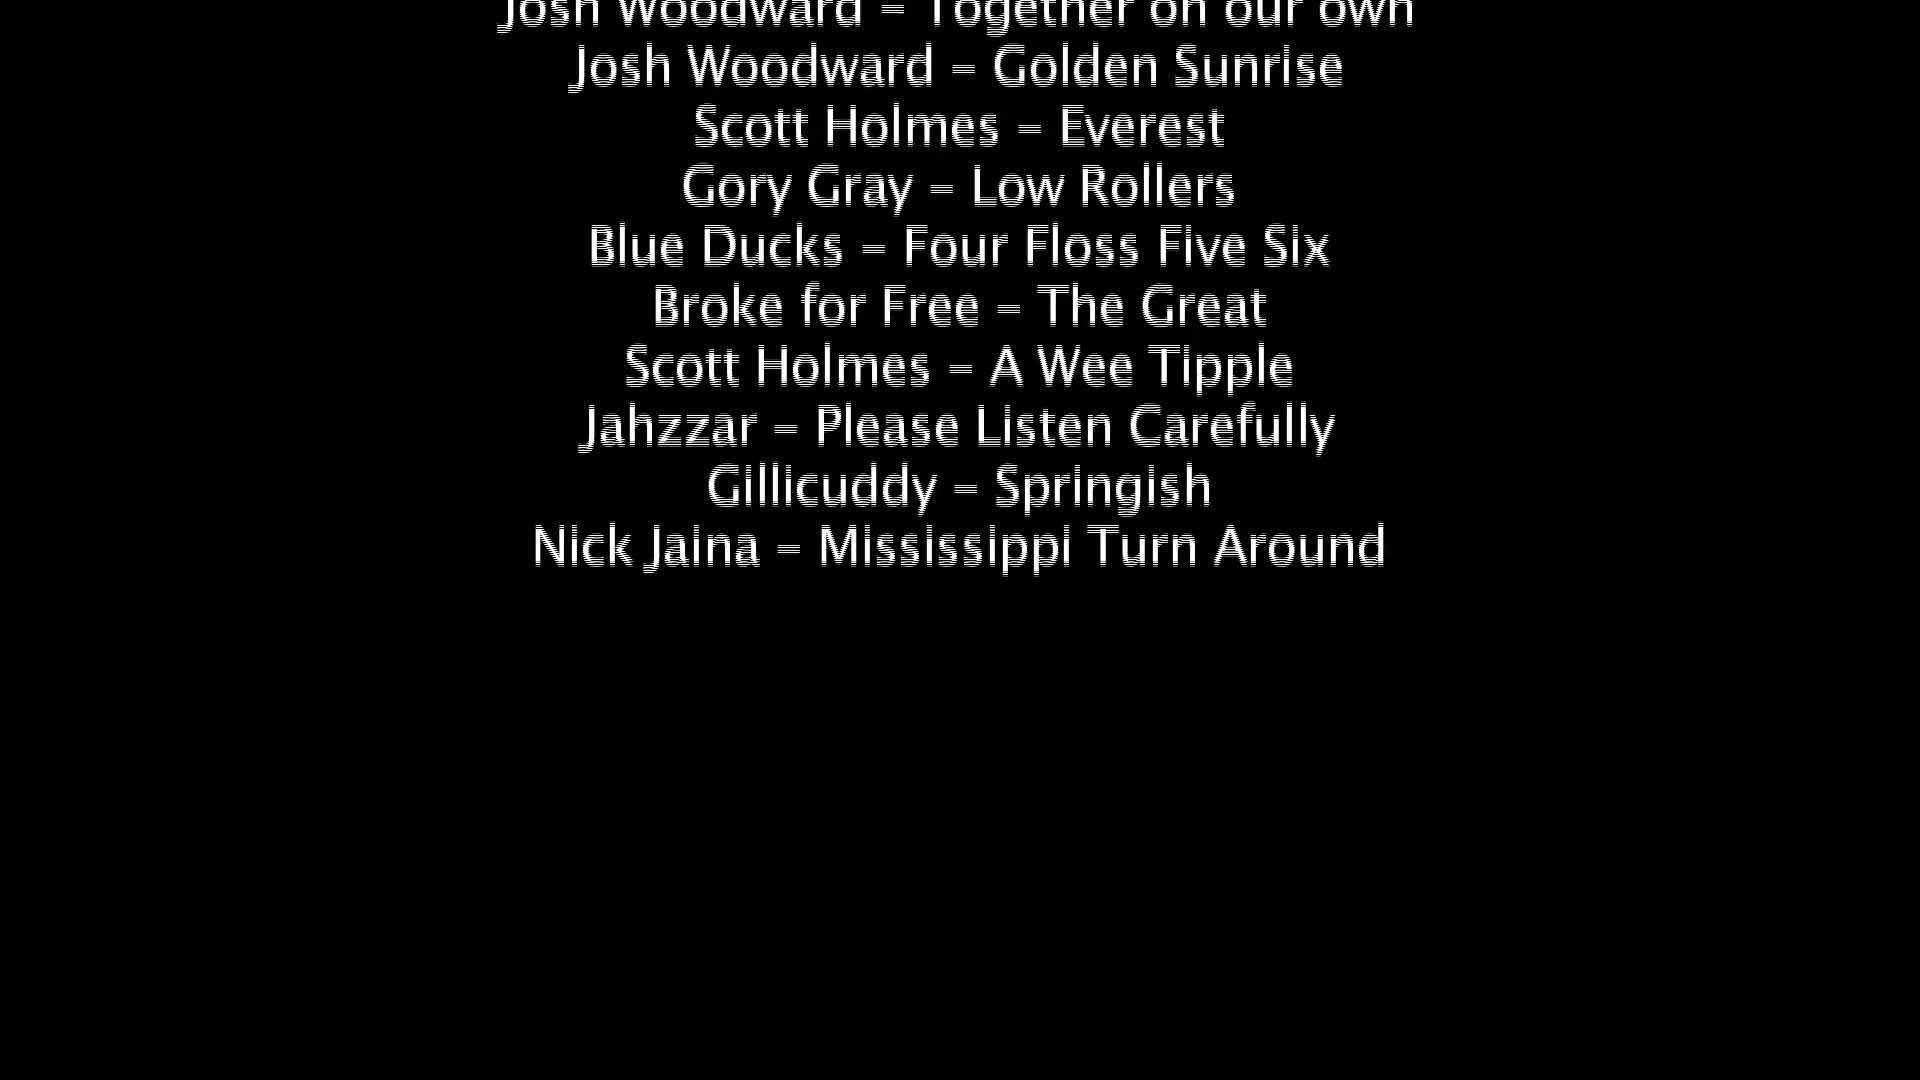 Josh Woodward - Together on our own
Josh Woodward - Golden Sunrise
Scott Holmes - Everest
Gory Gray - Low Rollers
Blue Ducks - Four Floss Five Six
Broke for Free - The Great
Scott Holmes - A Wee Tipple
Jahzzar - Please Listen Carefully
Gillicuddy - Springish
Nick Jaina - Mississippi Turn Around